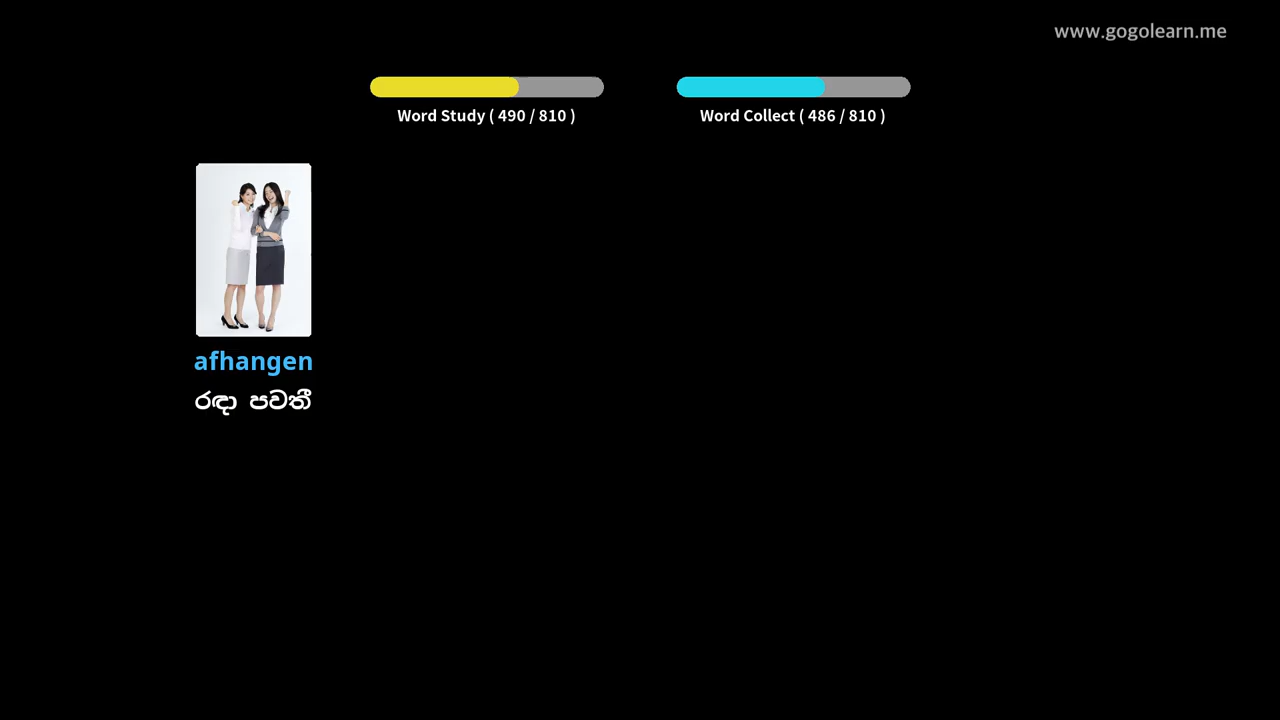 www.gogolearn.me
Word Study ( 490 / 810 )
Word Collect ( 486 / 810 )
afhangen
රඳා පවතී